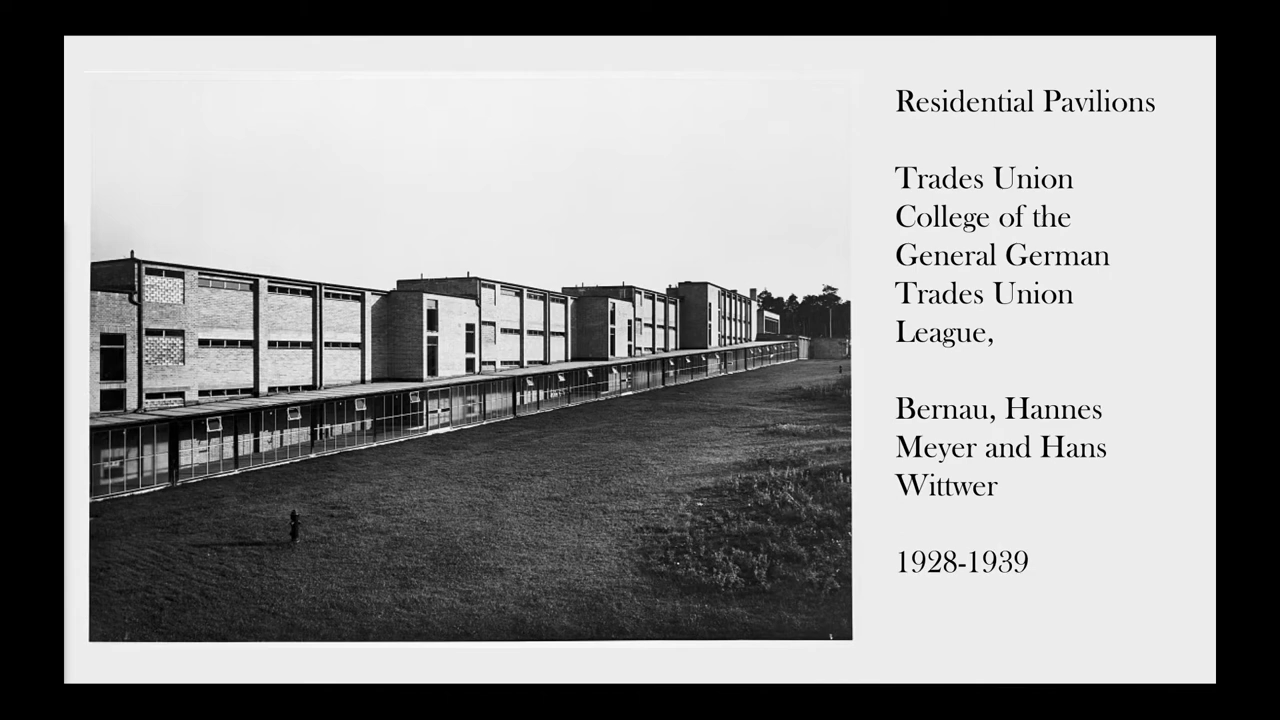 Residential Pavilions
Trades Union
College of the
General German
Trades Union
League,
Bernau, Hannes
Meyer and Hans
Wittwer
1928-1939